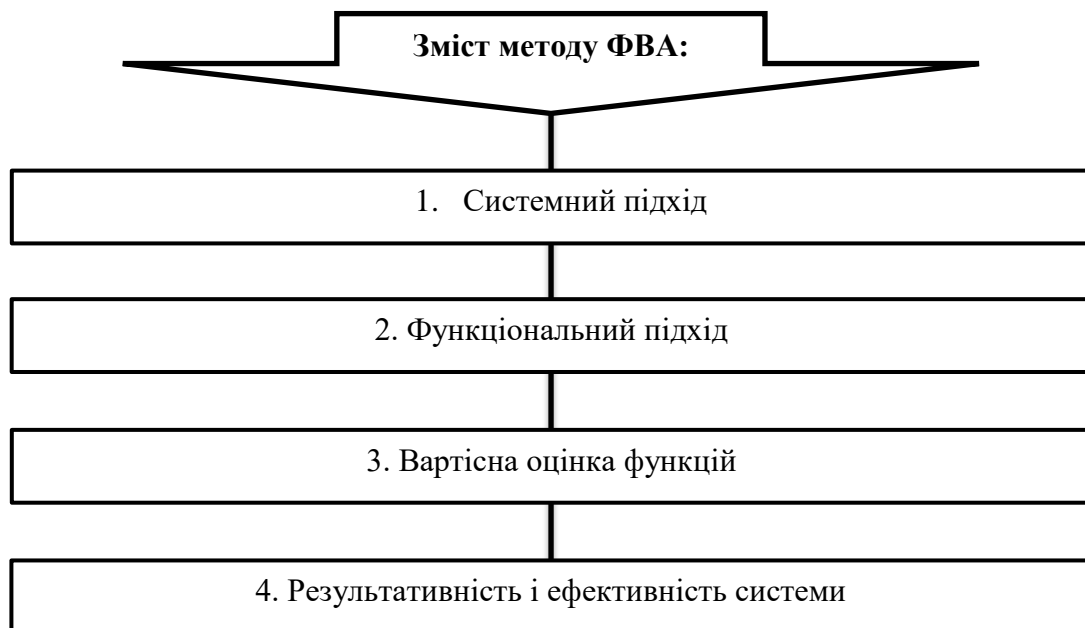 Зміст методу ФВА:
1. Системний підхід
2. Функціональний підхід
3. Вартісна оцінка функцій
4. Результативність і ефективність системи